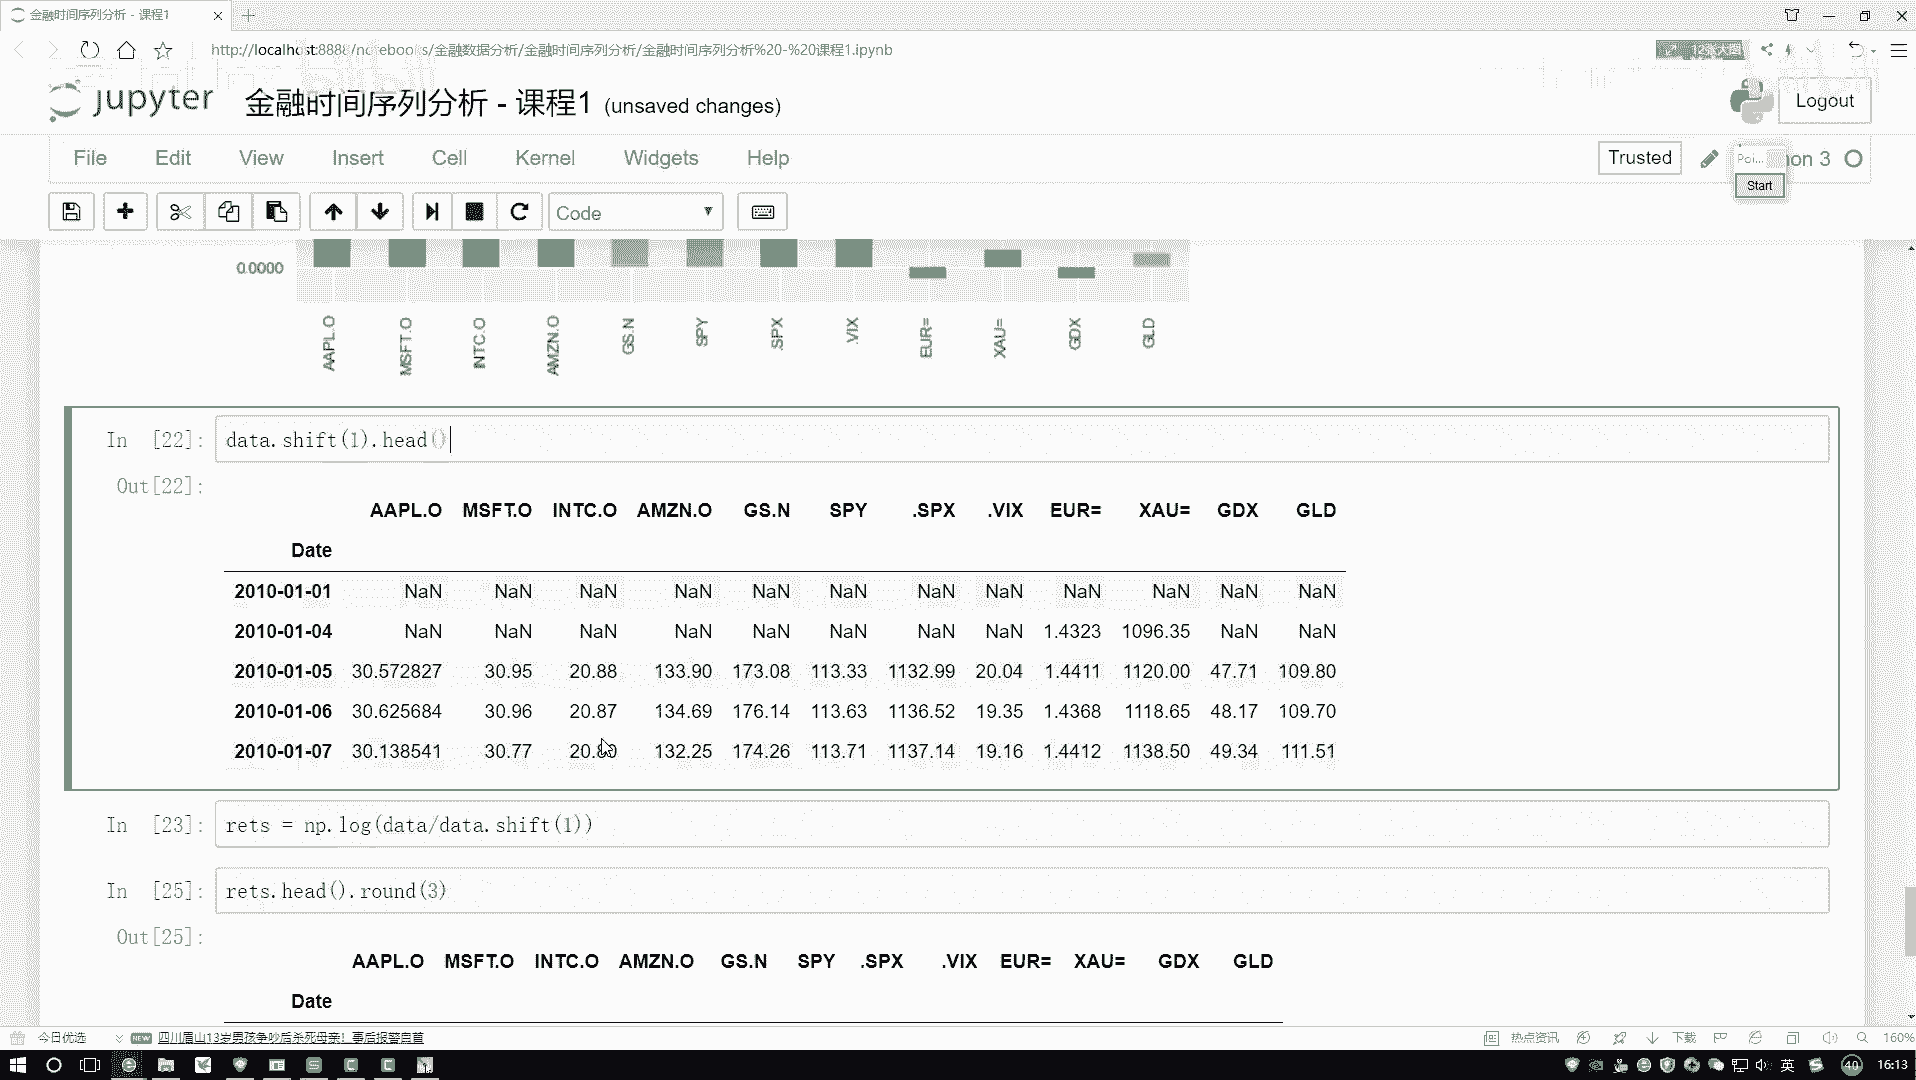 金融时间序列分析 - 课程1
http://localhost:8888/notebooks/金融数据分析/金融时间序列分析/金融时间序列分析%20-%20课程1.ipynb
12张大图
jupyter 金融时间序列分析 - 课程1 (unsaved changes)
Logout
File Edit View Insert Cell Kernel Widgets Help
Trusted
Poi... hon 3
Start
Code
0.0000
AAPL.O MSFT.O INTC.O AMZN.O GS.N SPY .SPX .VIX EUR= XAU= GDX GLD
In [22]: data.shift(1).head()
Out[22]:
AAPL.O MSFT.O INTC.O AMZN.O GS.N SPY .SPX .VIX EUR= XAU= GDX GLD
Date
2010-01-01 NaN NaN NaN NaN NaN NaN NaN NaN NaN NaN NaN NaN
2010-01-04 NaN NaN NaN NaN NaN NaN NaN NaN 1.4323 1096.35 NaN NaN
2010-01-05 30.572827 30.95 20.88 133.90 173.08 113.33 1132.99 20.04 1.4411 1120.00 47.71 109.80
2010-01-06 30.625684 30.96 20.87 134.69 176.14 113.63 1136.52 19.35 1.4368 1118.65 48.17 109.70
2010-01-07 30.138541 30.77 20.80 132.25 174.26 113.71 1137.14 19.16 1.4412 1138.50 49.34 111.51
In [23]: rets = np.log(data/data.shift(1))
In [25]: rets.head().round(3)
Out[25]:
AAPL.O MSFT.O INTC.O AMZN.O GS.N SPY .SPX .VIX EUR= XAU= GDX GLD
Date
今日优选 NEW 四川眉山13岁男孩争吵后杀死母亲！事后报警自首
热点资讯 下载 160%
英 40 16:13